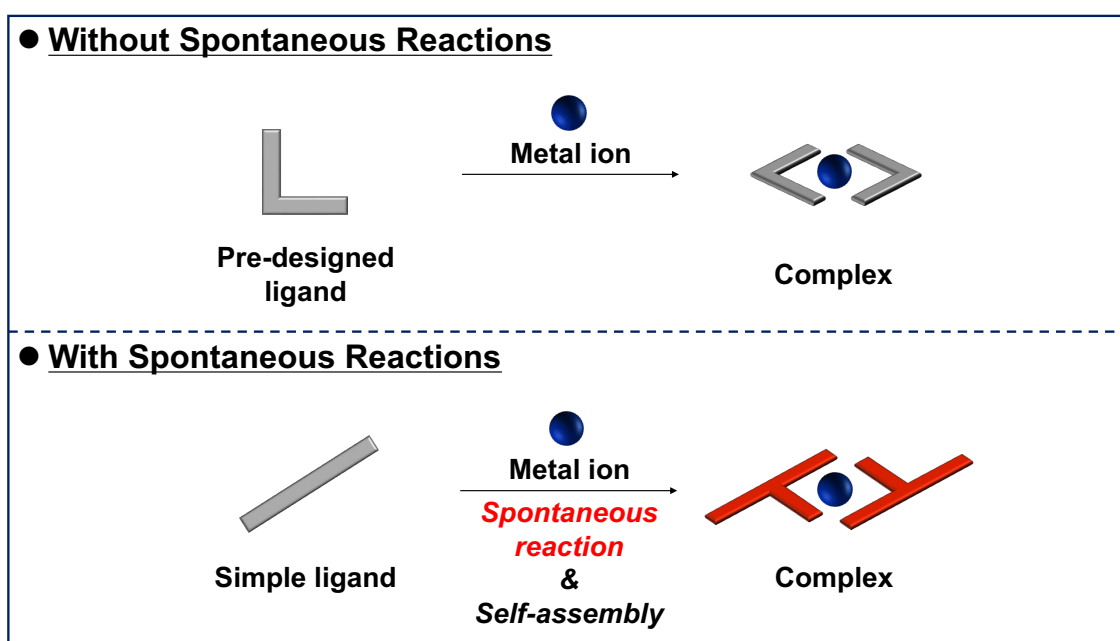 ● Without Spontaneous Reactions
Metal ion
Pre-designed
ligand
Complex
● With Spontaneous Reactions
Metal ion
Spontaneous
reaction
&
Self-assembly
Simple ligand
Complex